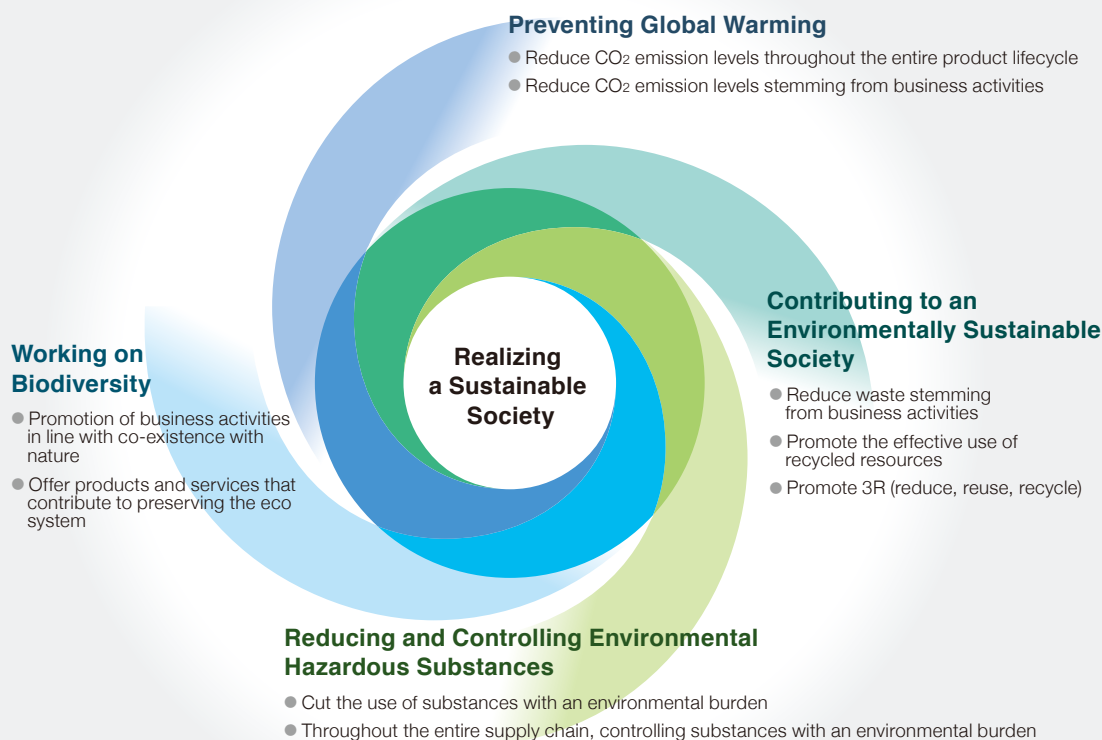 Preventing Global Warming
● Reduce CO2 emission levels throughout the entire product lifecycle
● Reduce CO2 emission levels stemming from business activities
Contributing to an
Environmentally Sustainable
Society
● Reduce waste stemming
from business activities
● Promote the effective use of
recycled resources
● Promote 3R (reduce, reuse, recycle)
Realizing
a Sustainable
Society
Working on
Biodiversity
● Promotion of business activities
in line with co-existence with
nature
● Offer products and services that
contribute to preserving the eco
system
Reducing and Controlling Environmental
Hazardous Substances
● Cut the use of substances with an environmental burden
● Throughout the entire supply chain, controlling substances with an environmental burden